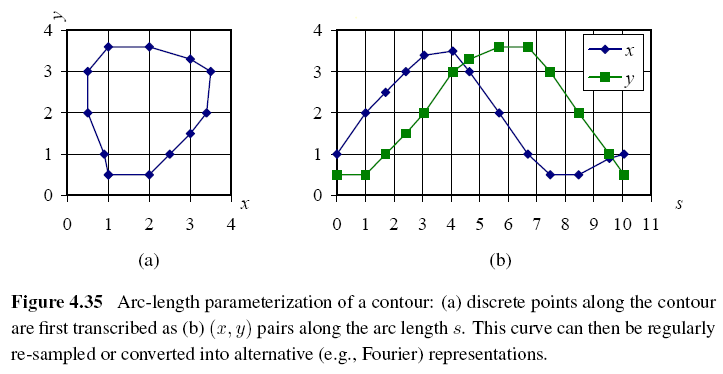 y
4
3
2
1
0
0 1 2 3 4
x
(a)
4
3
2
1
0
0 1 2 3 4 5 6 7 8 9 10 11
s
x
y
(b)
Figure 4.35 Arc-length parameterization of a contour: (a) discrete points along the contour
are first transcribed as (b) (x, y) pairs along the arc length s. This curve can then be regularly
re-sampled or converted into alternative (e.g., Fourier) representations.